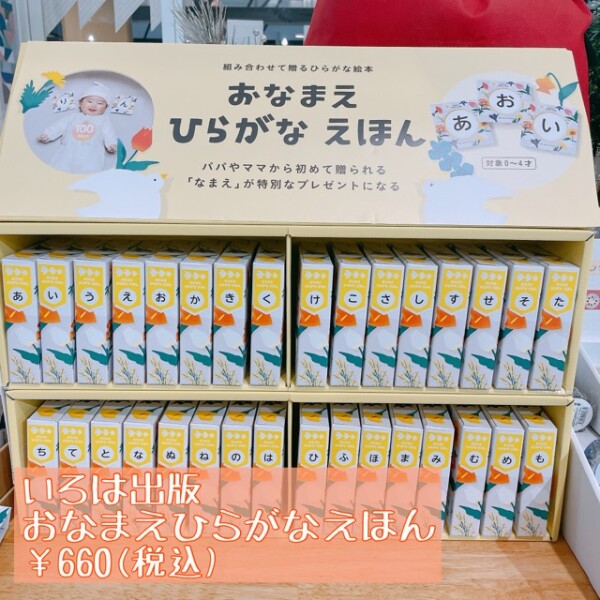 組み合わせて贈るひらがな絵本
おなまえ
ひらがな えほん
パパやママから初めて贈られる
「なまえ」が特別なプレゼントになる
り
ん
100
あ
お
い
対象0〜4才
あ い う え お か き く
け こ さ し す せ そ た
ち て と な ぬ ね の は
ひ ふ ほ ま み む め も
いろは出版
おなまえひらがなえほん
￥660(税込)